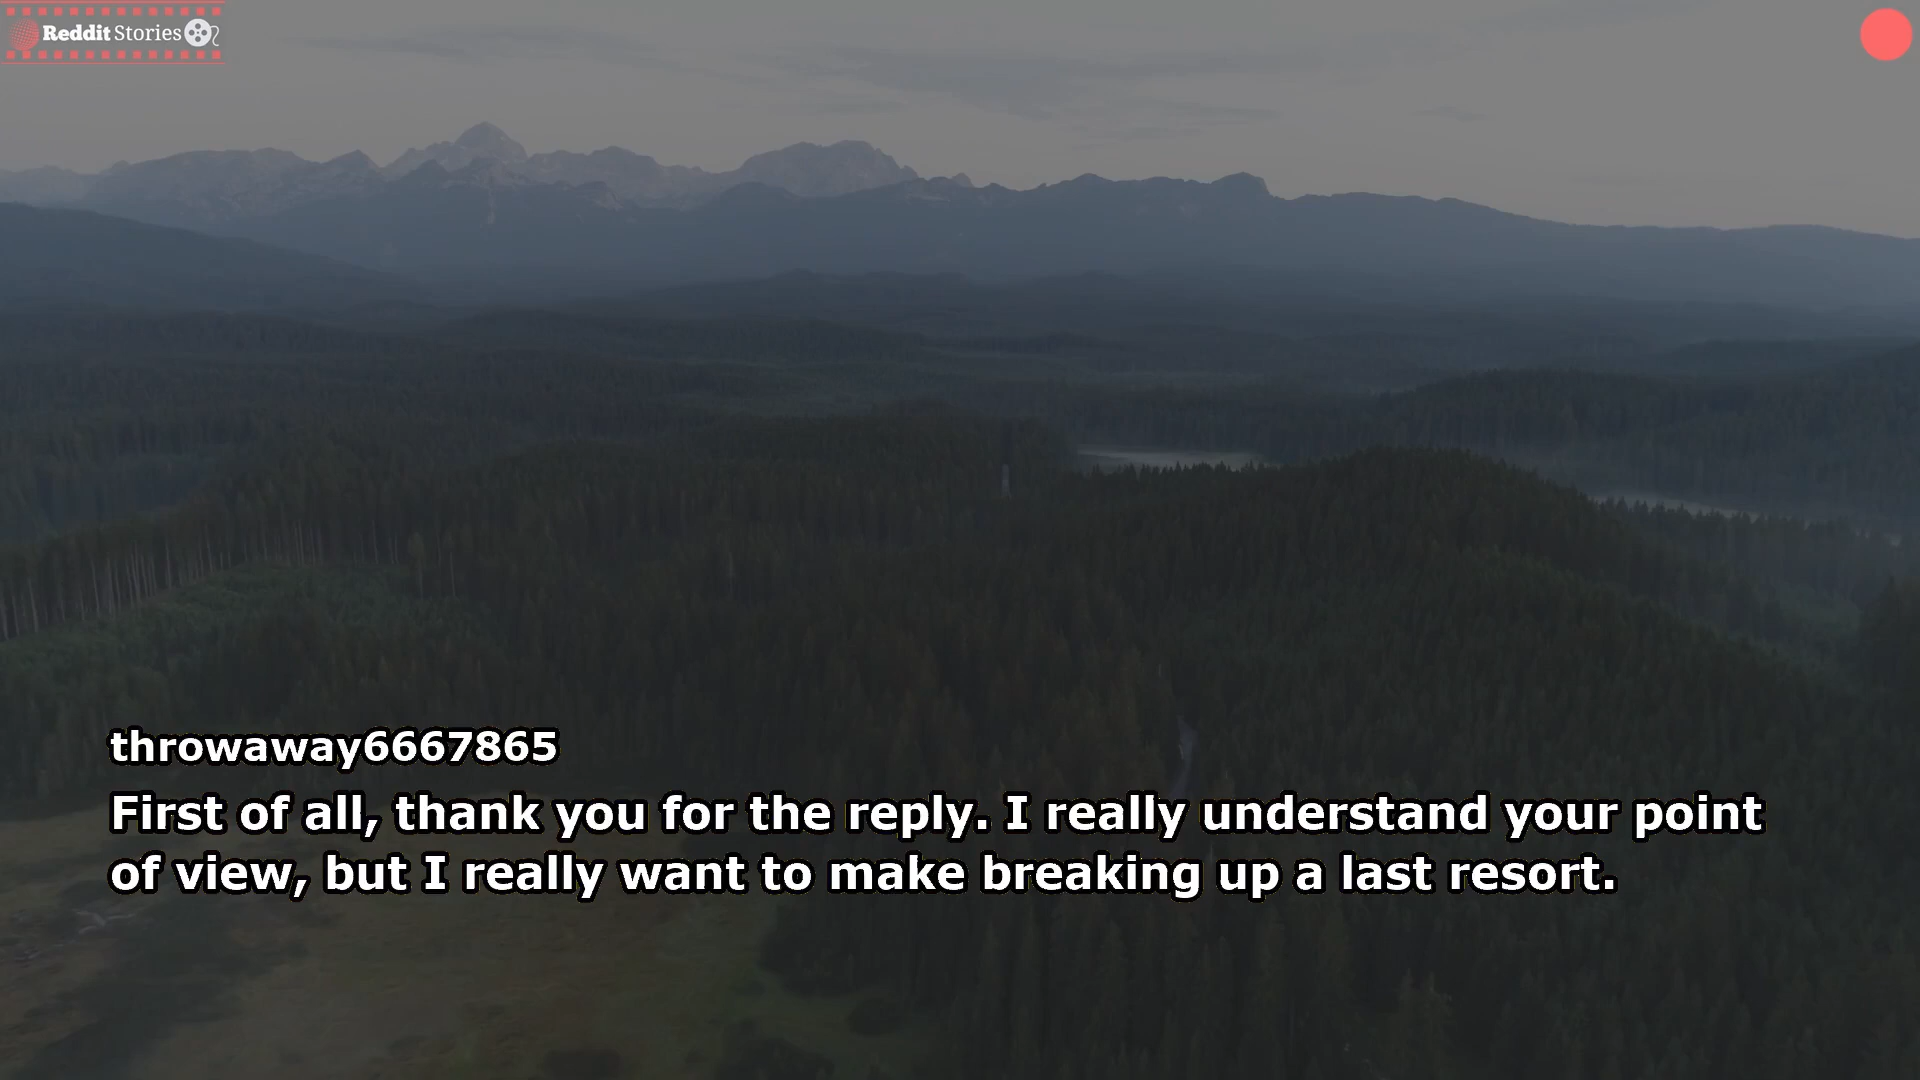 Reddit Stories
throwaway6667865
First of all, thank you for the reply. I really understand your point
of view, but I really want to make breaking up a last resort.